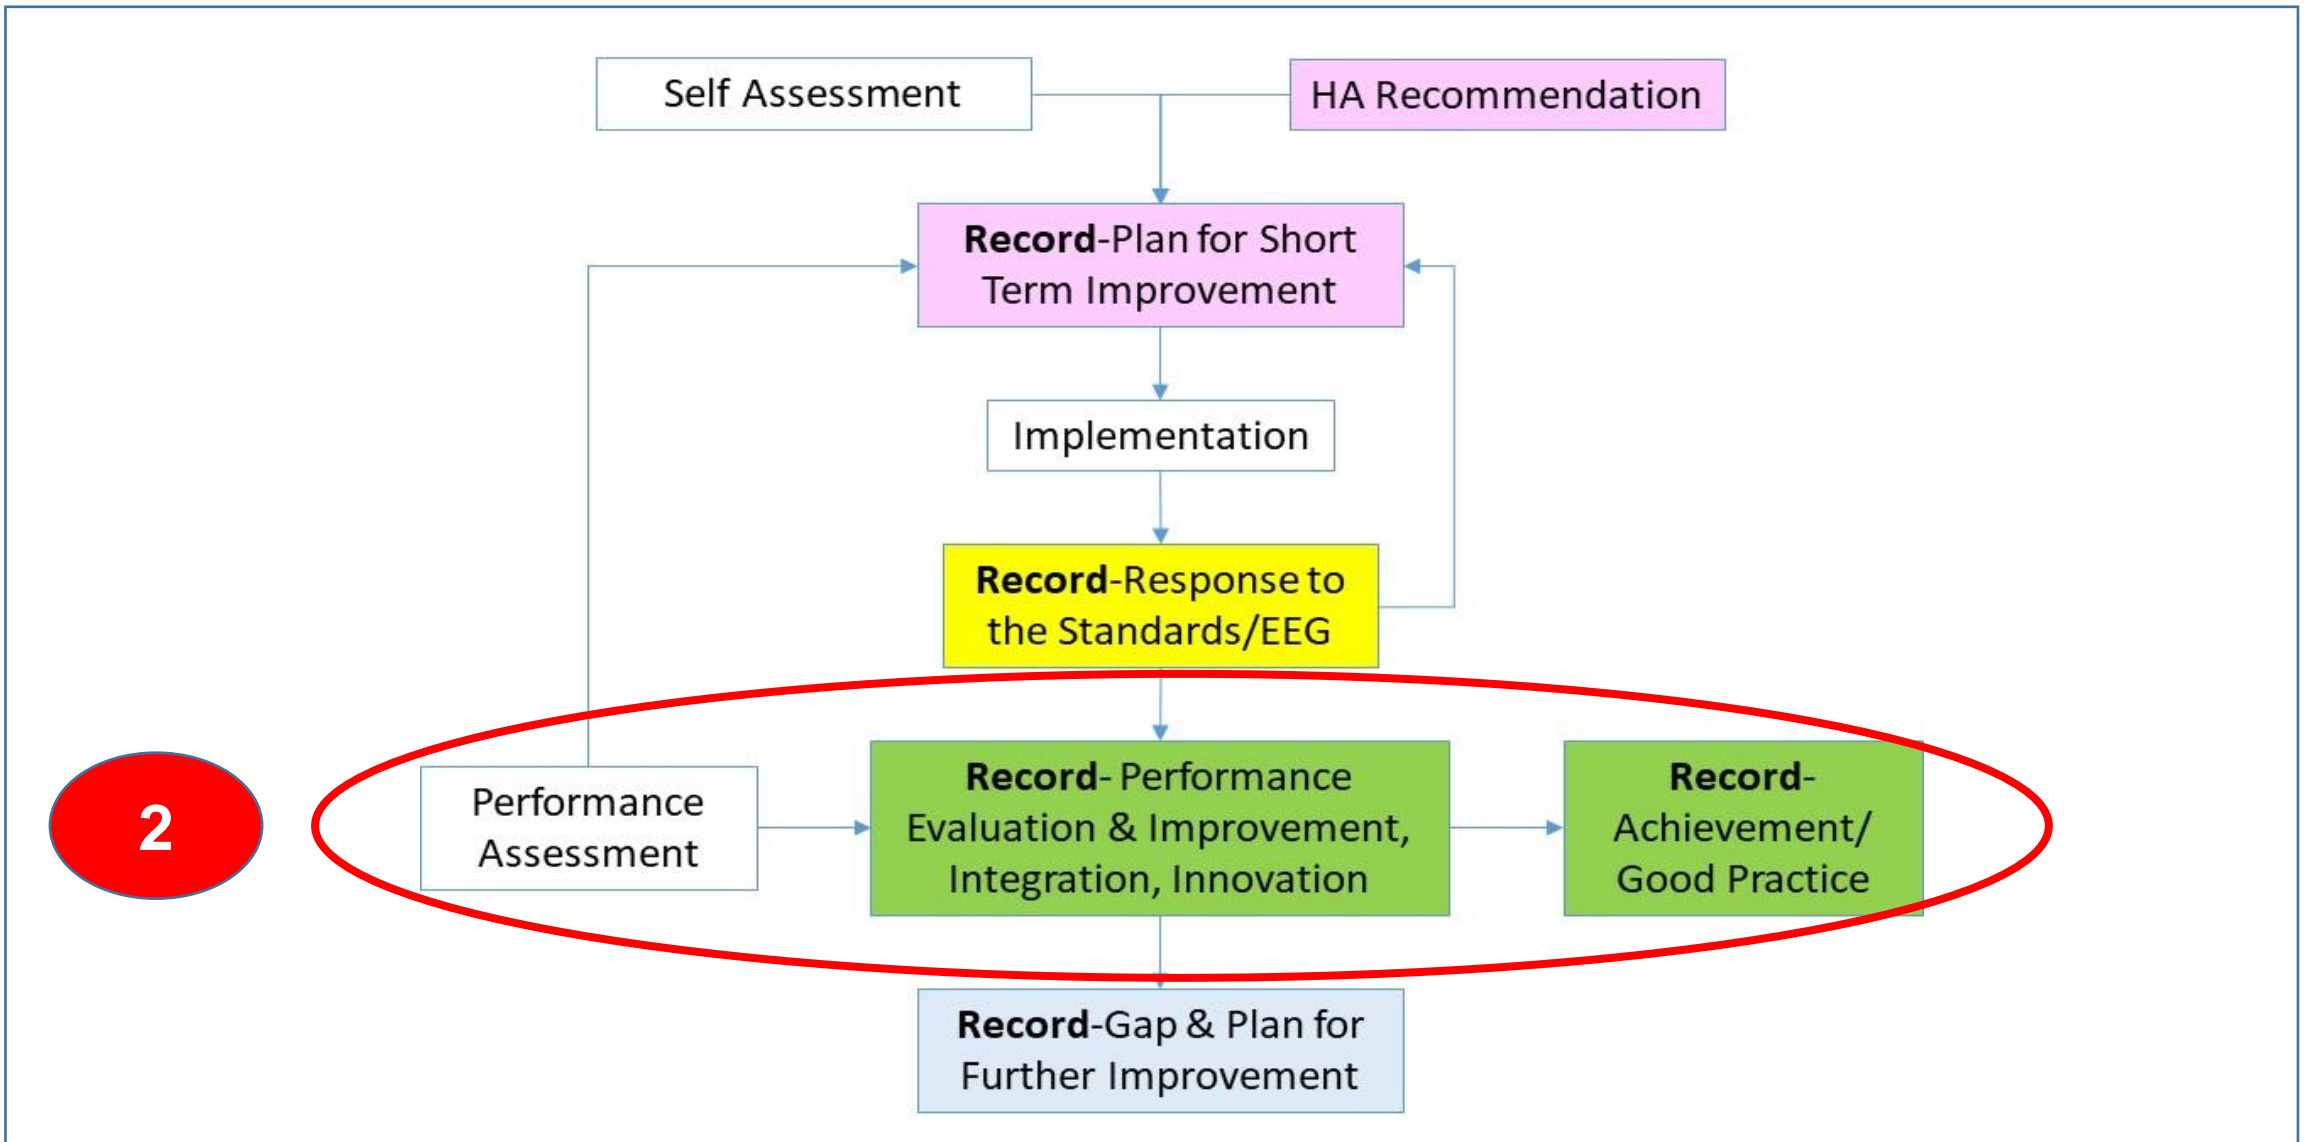 Self Assessment
HA Recommendation
Record-Plan for Short
Term Improvement
Implementation
Record-Response to
the Standards/EEG
2
Performance
Assessment
Record- Performance
Evaluation & Improvement,
Integration, Innovation
Record-
Achievement/
Good Practice
Record-Gap & Plan for
Further Improvement